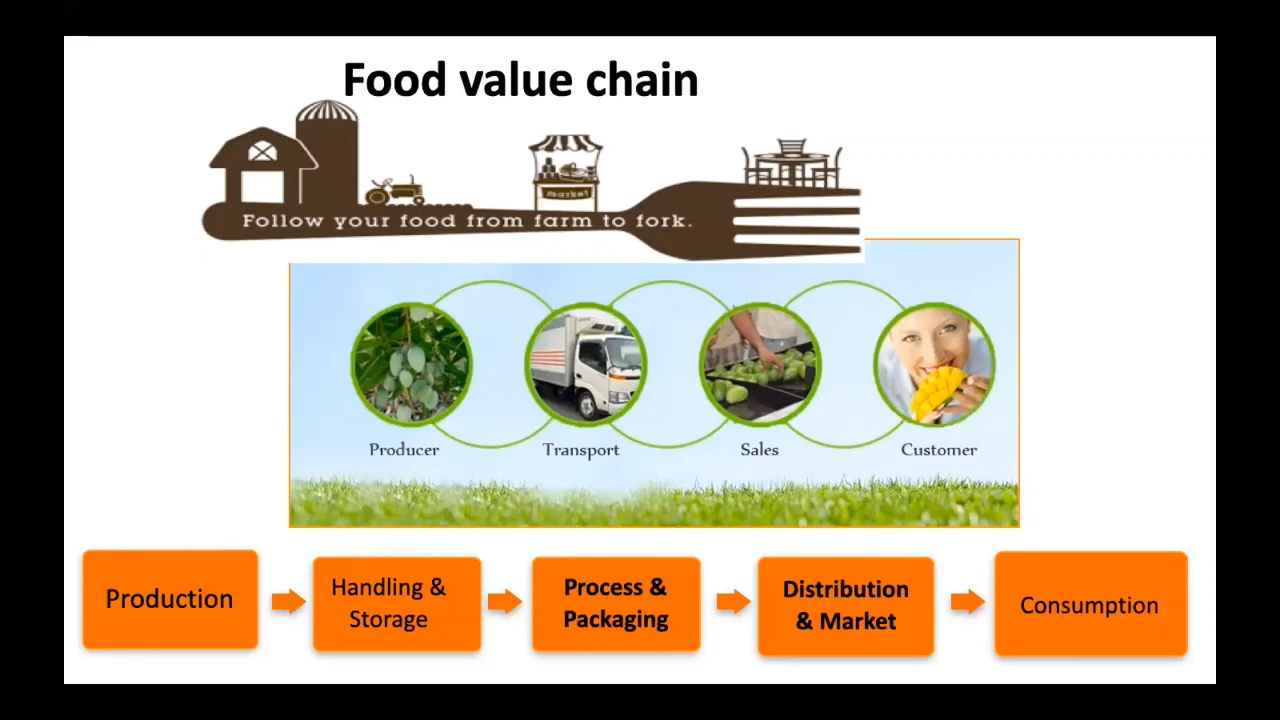 Food value chain
market
Follow your food from farm to fork.
Producer Transport Sales Customer
Production
Handling &
Storage
Process &
Packaging
Distribution
& Market
Consumption